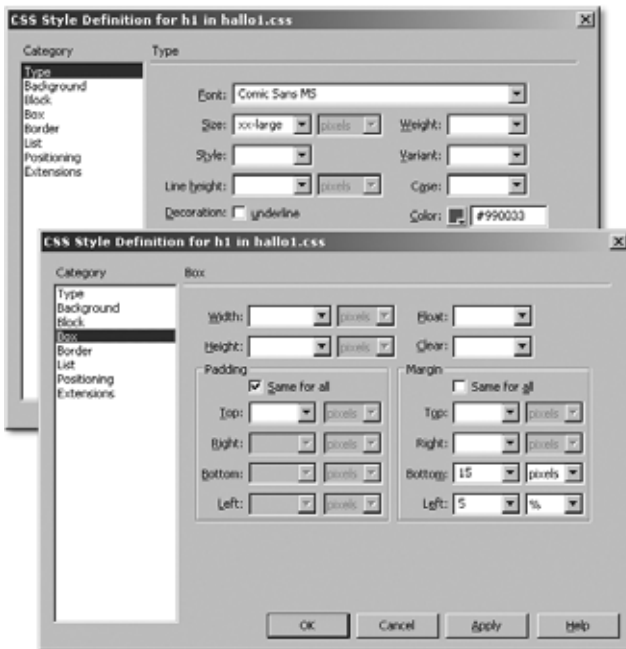 CSS Style Definition for h1 in hallo1.css
Category
Type
Type
Background
Block
Box
Border
List
Positioning
Extensions
Font: Comic Sans MS
Size: xx-large pixels Weight:
Style: Variant:
Line height: pixels Case:
Decoration: underline Color: #990033
CSS Style Definition for h1 in hallo1.css
Category
Box
Type
Background
Block
Box
Border
List
Positioning
Extensions
Width: pixels Float:
Height: pixels Clear:
Padding
Same for all
Top: pixels
Right: pixels
Bottom: pixels
Left: pixels
Margin
Same for all
Top: pixels
Right: pixels
Bottom: 15 pixels
Left: 5 %
OK Cancel Apply Help